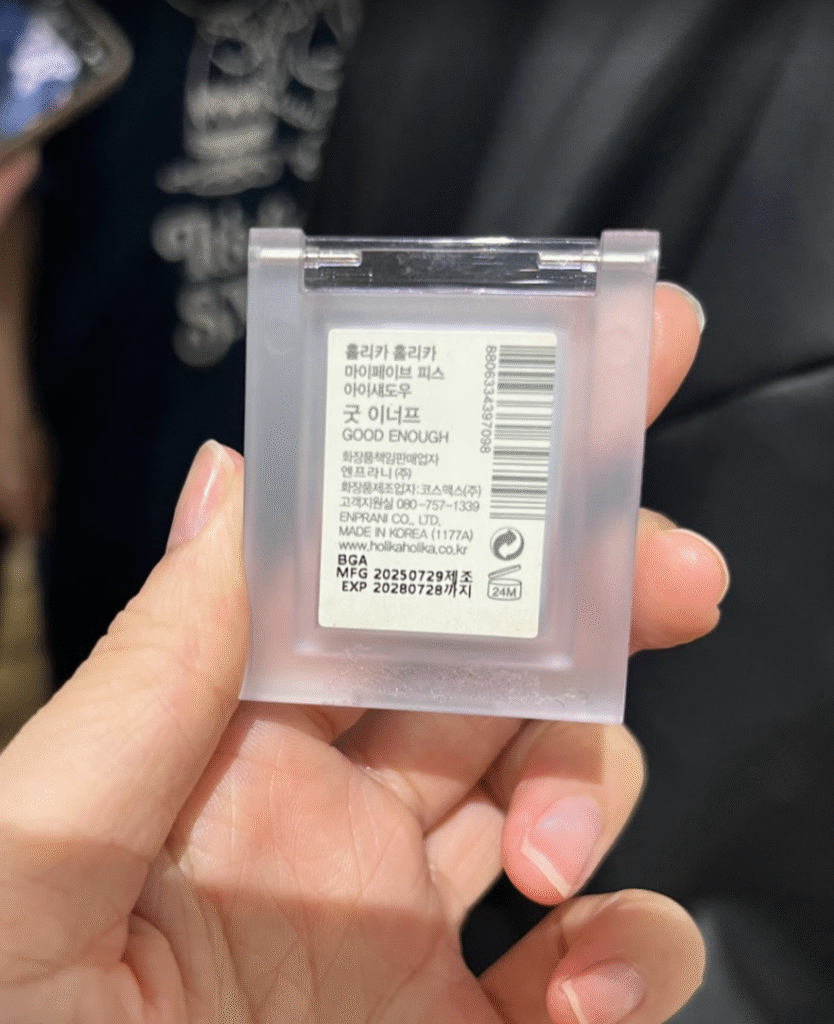 홀리카 홀리카
마이페이브 피스
아이섀도우
굿 이너프
GOOD ENOUGH
화장품책임판매업자
엔프라니(주)
화장품제조업자:코스맥스(주)
고객지원실 080-757-1339
ENPRANI CO., LTD.
MADE IN KOREA (1177A)
www.holikaholika.co.kr
BGA
MFG 20250729제조
EXP 20280728까지
8806334397098
24M